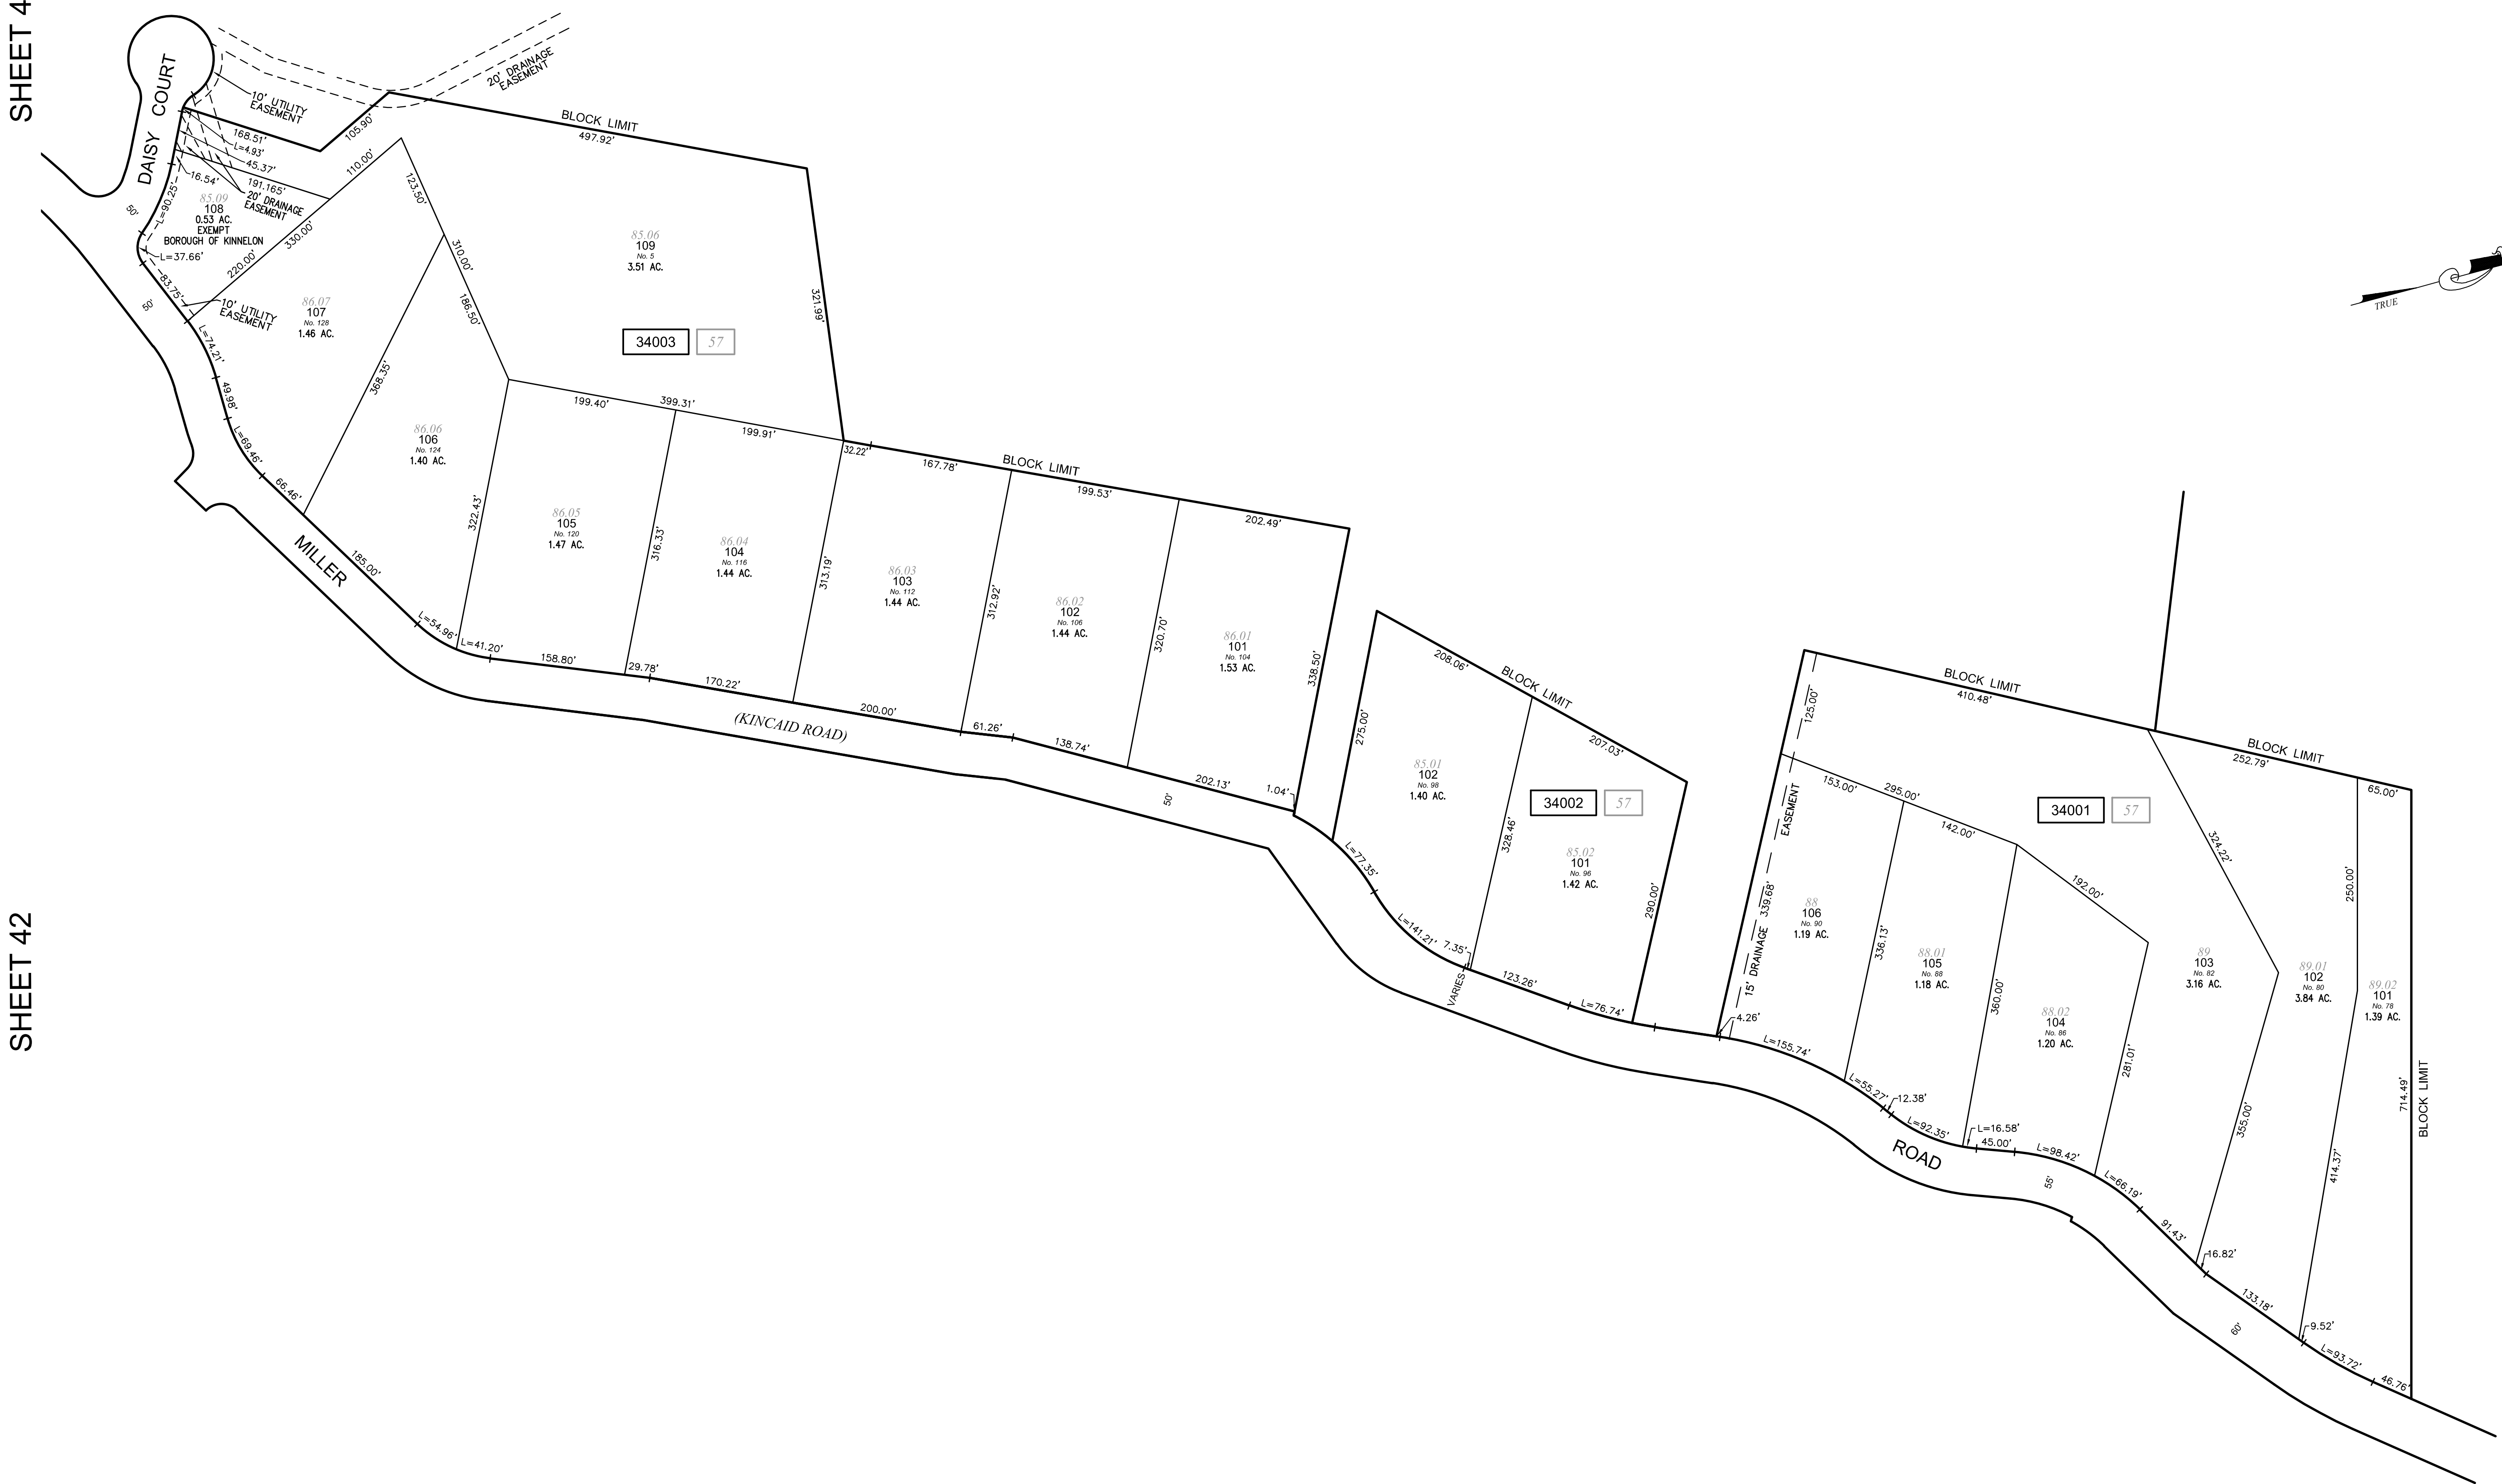 SHEET 4
SHEET 42
DAISY COURT
20' DRAINAGE
EASEMENT
10' UTILITY
EASEMENT
168.51'
L=4.93'
45.37'
191.165'
20' DRAINAGE
EASEMENT
16.54'
105.90'
110.00'
BLOCK LIMIT
497.92'
123.50'
310.00'
186.50'
321.99'
L=90.25'
50'
85.09
108
0.53 AC.
EXEMPT
BOROUGH OF KINNELON
L=37.66'
83.75'
50'
220.00'
330.00'
10' UTILITY
EASEMENT
86.07
107
No. 128
1.46 AC.
85.06
109
No. 5
3.51 AC.
34003
57
L=74.21'
49.98'
L=69.46'
66.46'
368.35'
86.06
106
No. 124
1.40 AC.
MILLER
185.00'
L=54.96'
L=41.20'
322.43'
199.40'
399.31'
199.91'
86.05
105
No. 120
1.47 AC.
158.80'
29.78'
316.33'
86.04
104
No. 116
1.44 AC.
170.22'
313.19'
32.22'
167.78'
BLOCK LIMIT
199.53'
202.49'
86.03
103
No. 112
1.44 AC.
200.00'
(KINCAID ROAD)
312.92'
61.26'
86.02
102
No. 106
1.44 AC.
138.74'
320.70'
86.01
101
No. 104
1.53 AC.
202.13'
1.04'
338.50'
50'
275.00'
208.06'
BLOCK LIMIT
207.03'
85.01
102
No. 98
1.40 AC.
34002
57
328.46'
85.02
101
No. 96
1.42 AC.
290.00'
L=77.35'
L=141.21'
7.35'
VARIES
123.26'
L=76.74'
TRUE
125.00'
BLOCK LIMIT
410.48'
BLOCK LIMIT
252.79'
65.00'
153.00'
295.00'
142.00'
192.00'
34001
57
324.22'
250.00'
15' DRAINAGE
339.68'
EASEMENT
88
106
No. 90
1.19 AC.
336.13'
88.01
105
No. 88
1.18 AC.
360.00'
88.02
104
No. 86
1.20 AC.
281.01'
89
103
No. 82
3.16 AC.
89.01
102
No. 80
3.84 AC.
89.02
101
No. 78
1.39 AC.
4.26'
L=155.74'
L=55.27'
12.38'
L=92.35'
L=16.58'
45.00'
L=98.42'
L=66.19'
ROAD
55'
91.43'
355.00'
414.37'
714.49'
BLOCK LIMIT
16.82'
133.18'
60'
9.52'
L=93.72'
46.76'